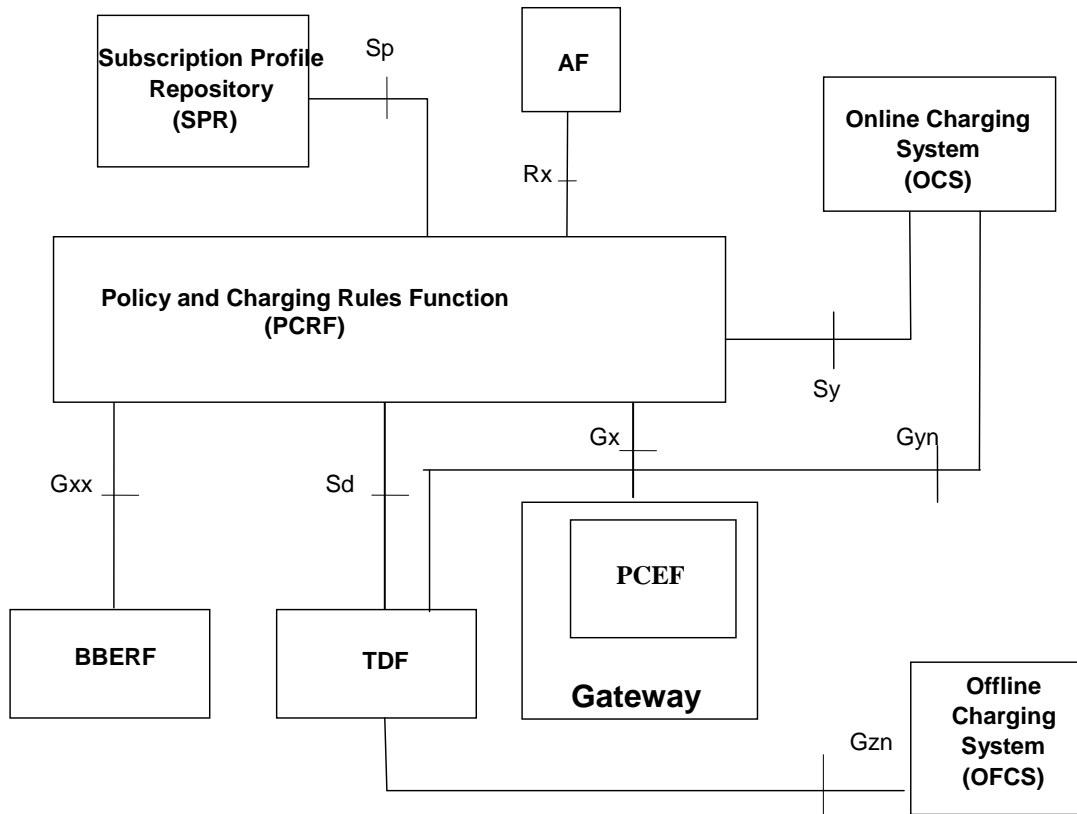 Subscription Profile
Repository
(SPR)
Sp
AF
Online Charging
System
(OCS)
Rx
Policy and Charging Rules Function
(PCRF)
Sy
Gxx
Sd
Gx
Gyn
PCEF
Gateway
BBERF
TDF
Offline
Charging
System
(OFCS)
Gzn